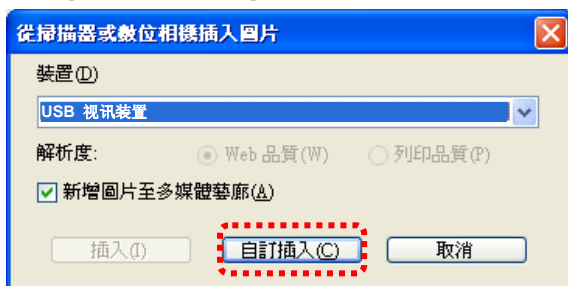 從掃描器或數位相機插入圖片
裝置(D)
USB 视讯装置
解析度: Web 品質(W) 列印品質(P)
新增圖片至多媒體藝廊(A)
插入(I) 自訂插入(C) 取消